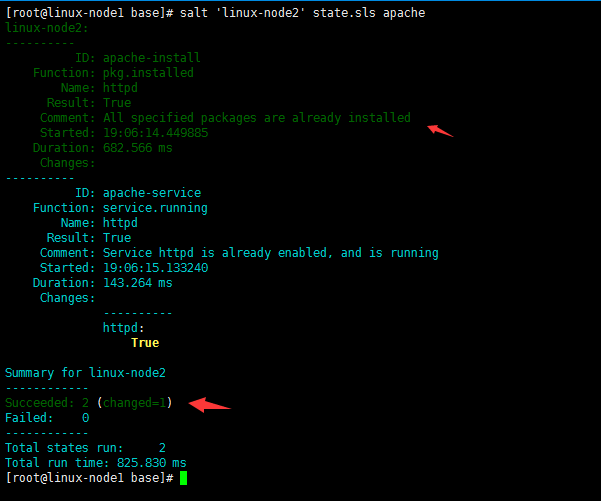 [root@linux-node1 base]# salt 'linux-node2' state.sls apache
linux-node2:
----------
          ID: apache-install
    Function: pkg.installed
        Name: httpd
      Result: True
     Comment: All specified packages are already installed
     Started: 19:06:14.449885
    Duration: 682.566 ms
     Changes:
----------
          ID: apache-service
    Function: service.running
        Name: httpd
      Result: True
     Comment: Service httpd is already enabled, and is running
     Started: 19:06:15.133240
    Duration: 143.264 ms
     Changes:
              ----------
              httpd:
                  True

Summary for linux-node2
------------
Succeeded: 2 (changed=1)
Failed:    0
------------
Total states run:     2
Total run time: 825.830 ms
[root@linux-node1 base]#